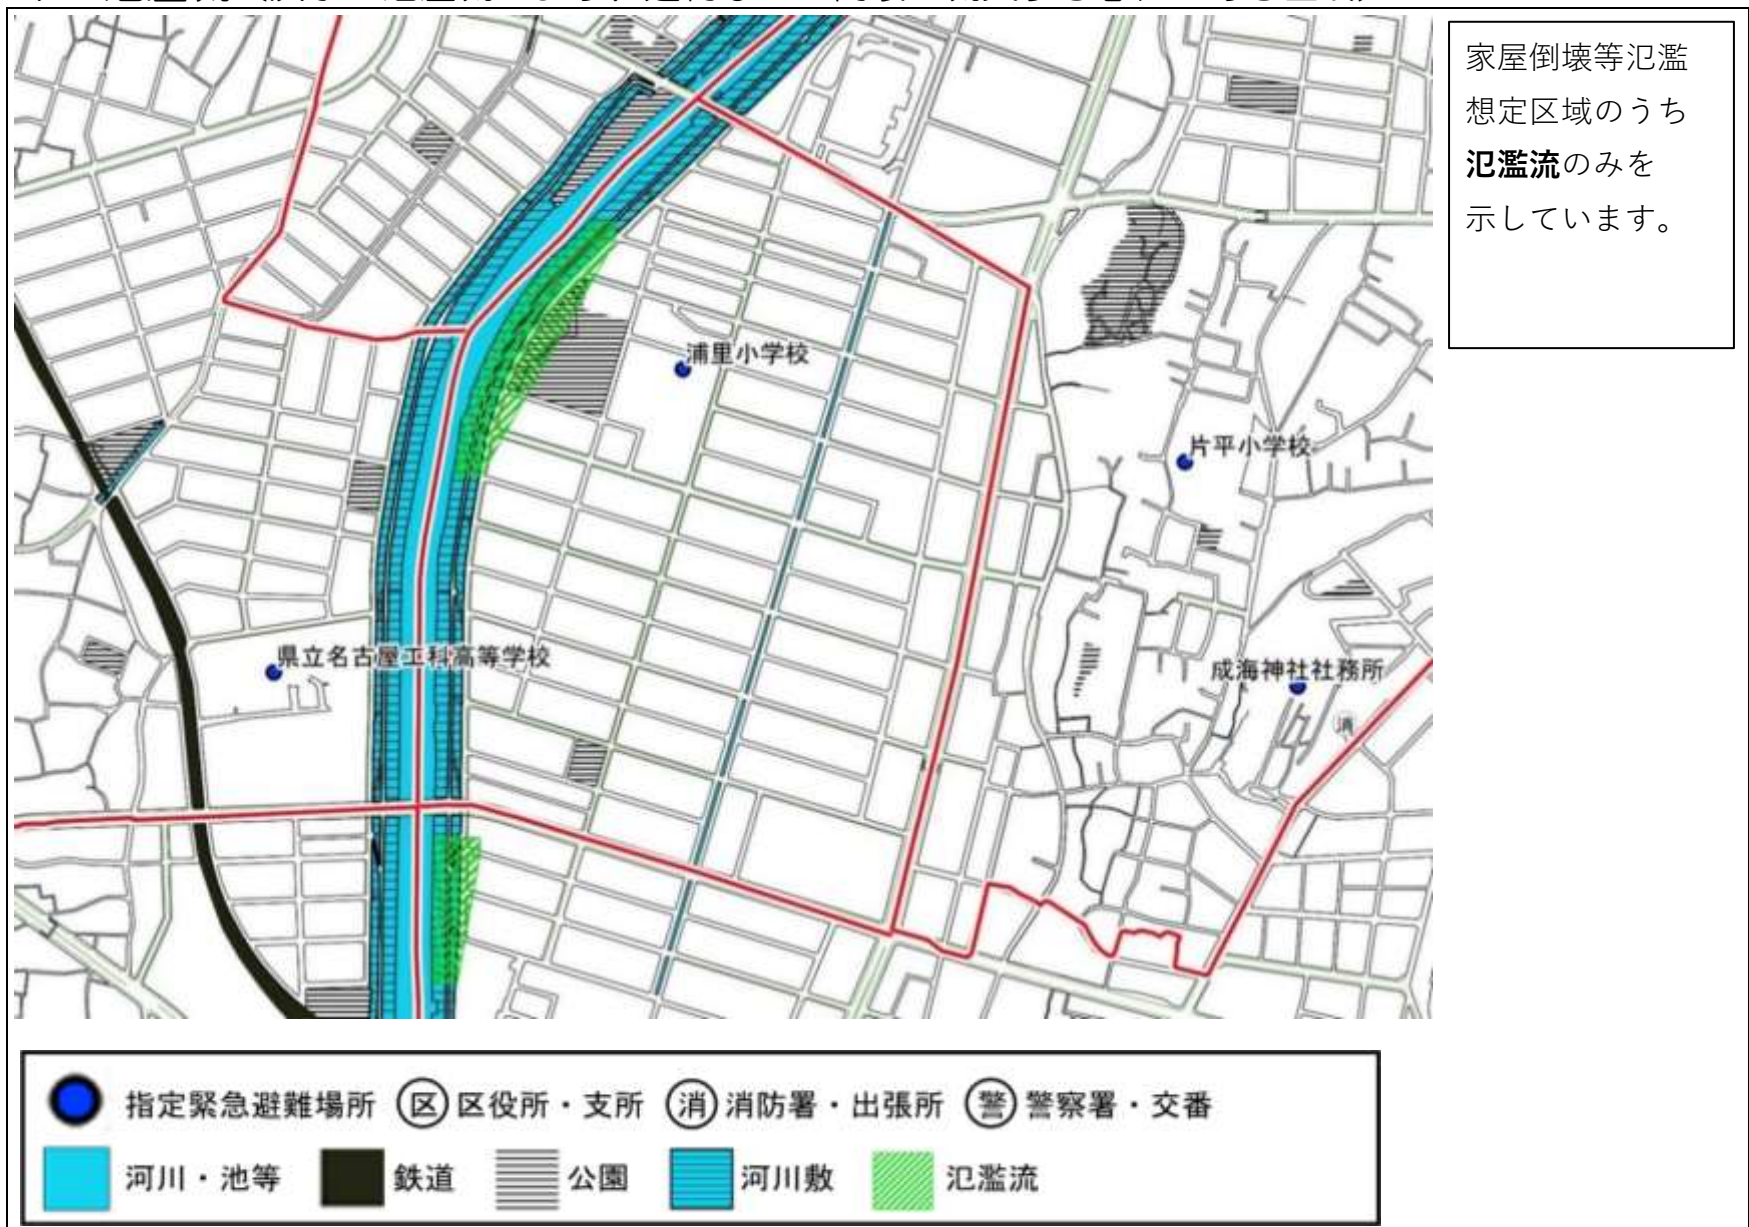 家屋倒壊等氾濫
想定区域のうち
氾濫流のみを
示しています。
浦里小学校
片平小学校
県立名古屋工科高等学校
成海神社社務所
消
指定緊急避難場所 区 区役所・支所 消 消防署・出張所 警 警察署・交番
河川・池等 鉄道 公園 河川敷 氾濫流